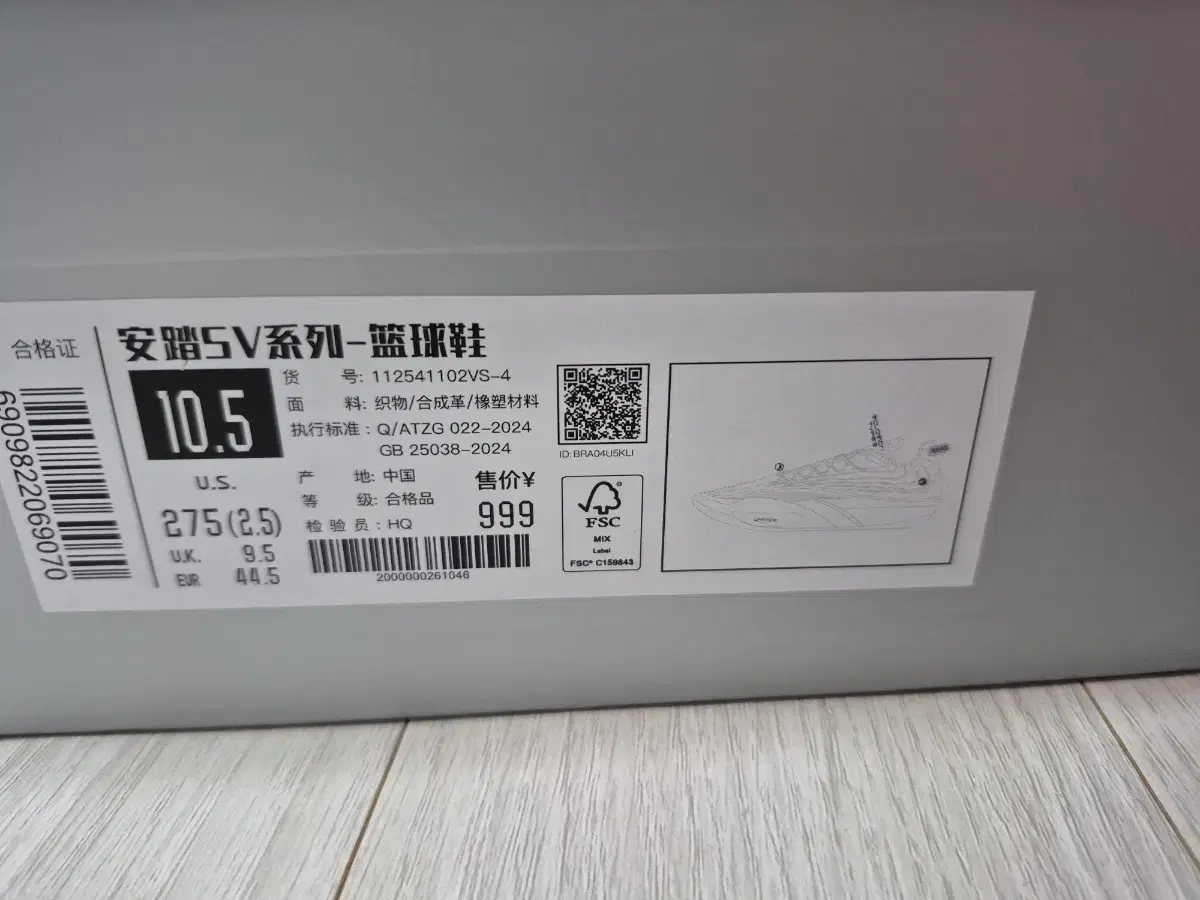 合格证
6909822069070
安踏SV系列-篮球鞋
10.5
U.S.
275(2.5)
U.K. 9.5
EUR 44.5
货 号: 112541102VS-4
面 料: 织物/合成革/橡塑材料
执行标准: Q/ATZG 022-2024
GB 25038-2024
产 地: 中国
等 级: 合格品
检 验 员: HQ
售价¥
999
2000000261046
ID: BRA04U5KLI
FSC
MIX
Label
FSC® C159843